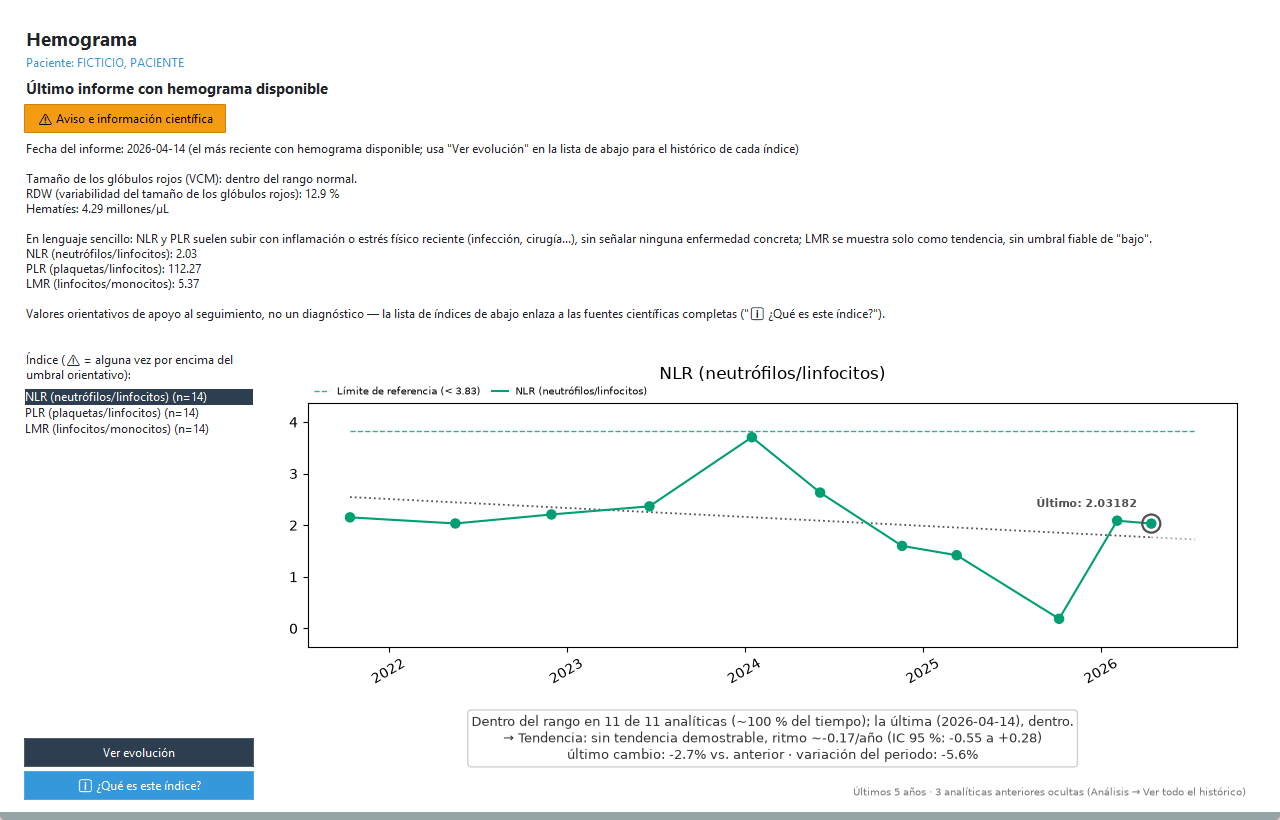 Hemograma
Paciente: FICTICIO, PACIENTE
Último informe con hemograma disponible
⚠ Aviso e información científica
Fecha del informe: 2026-04-14 (el más reciente con hemograma disponible; usa "Ver evolución" en la lista de abajo para el histórico de cada índice)
Tamaño de los glóbulos rojos (VCM): dentro del rango normal.
RDW (variabilidad del tamaño de los glóbulos rojos): 12.9 %
Hematíes: 4.29 millones/µL
En lenguaje sencillo: NLR y PLR suelen subir con inflamación o estrés físico reciente (infección, cirugía...), sin señalar ninguna enfermedad concreta; LMR se muestra solo como tendencia, sin umbral fiable de "bajo".
NLR (neutrófilos/linfocitos): 2.03
PLR (plaquetas/linfocitos): 112.27
LMR (linfocitos/monocitos): 5.37
Valores orientativos de apoyo al seguimiento, no un diagnóstico — la lista de índices de abajo enlaza a las fuentes científicas completas ("ℹ ¿Qué es este índice?").
Índice (⚠ = alguna vez por encima del
umbral orientativo):
NLR (neutrófilos/linfocitos) (n=14)
PLR (plaquetas/linfocitos) (n=14)
LMR (linfocitos/monocitos) (n=14)
NLR (neutrófilos/linfocitos)
Límite de referencia (< 3.83)
NLR (neutrófilos/linfocitos)
4
3
2
1
0
Último: 2.03182
2022
2023
2024
2025
2026
Dentro del rango en 11 de 11 analíticas (~100 % del tiempo); la última (2026-04-14), dentro.
→ Tendencia: sin tendencia demostrable, ritmo ~-0.17/año (IC 95 %: -0.55 a +0.28)
último cambio: -2.7% vs. anterior · variación del periodo: -5.6%
Ver evolución
ℹ ¿Qué es este índice?
Últimos 5 años · 3 analíticas anteriores ocultas (Análisis → Ver todo el histórico)